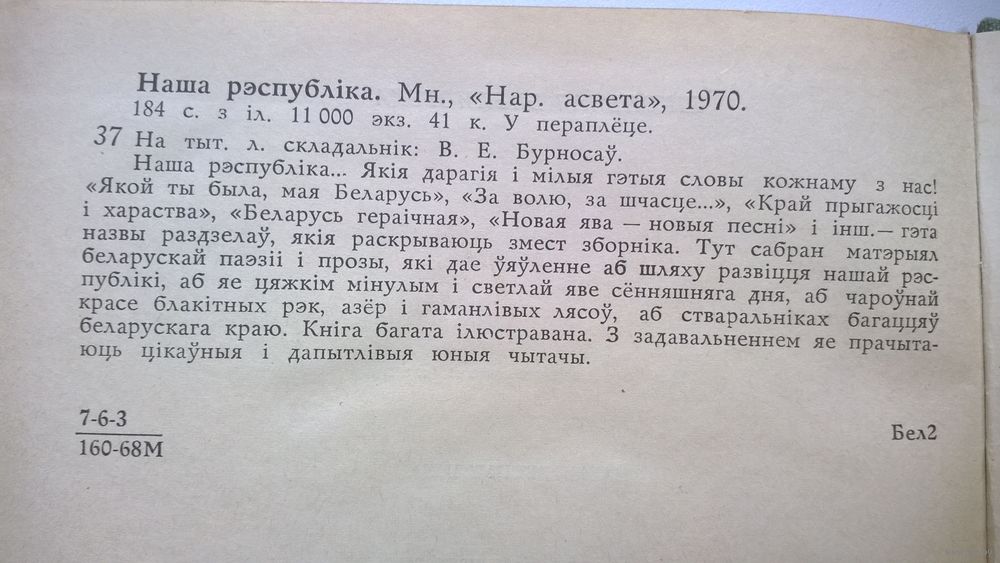 Наша рэспубліка. Мн., «Нар. асвета», 1970.
184 с. з іл. 11 000 экз. 41 к. У пераплёце.
37 На тыт. л. складальнік: В. Е. Бурносаў.
Наша рэспубліка... Якія дарагія і мілыя гэтыя словы кожнаму з нас!
«Якой ты была, мая Беларусь», «За волю, за шчасце...», «Край прыгажосці
і хараства», «Беларусь гераічная», «Новая ява — новыя песні» і інш.— гэта
назвы раздзелаў, якія раскрываюць змест зборніка. Тут сабран матэрыял
беларускай паэзіі і прозы, які дае ўяўленне аб шляху развіцця нашай рэс-
публікі, аб яе цяжкім мінулым і светлай яве сённяшняга дня, аб чароўнай
красе блакітных рэк, азёр і гаманлівых лясоў, аб стваральніках багаццяў
беларускага краю. Кніга багата ілюстравана. З задавальненнем яе прачыта-
юць цікаўныя і дапытлівыя юныя чытачы.
7-6-3
160-68М
Бел2